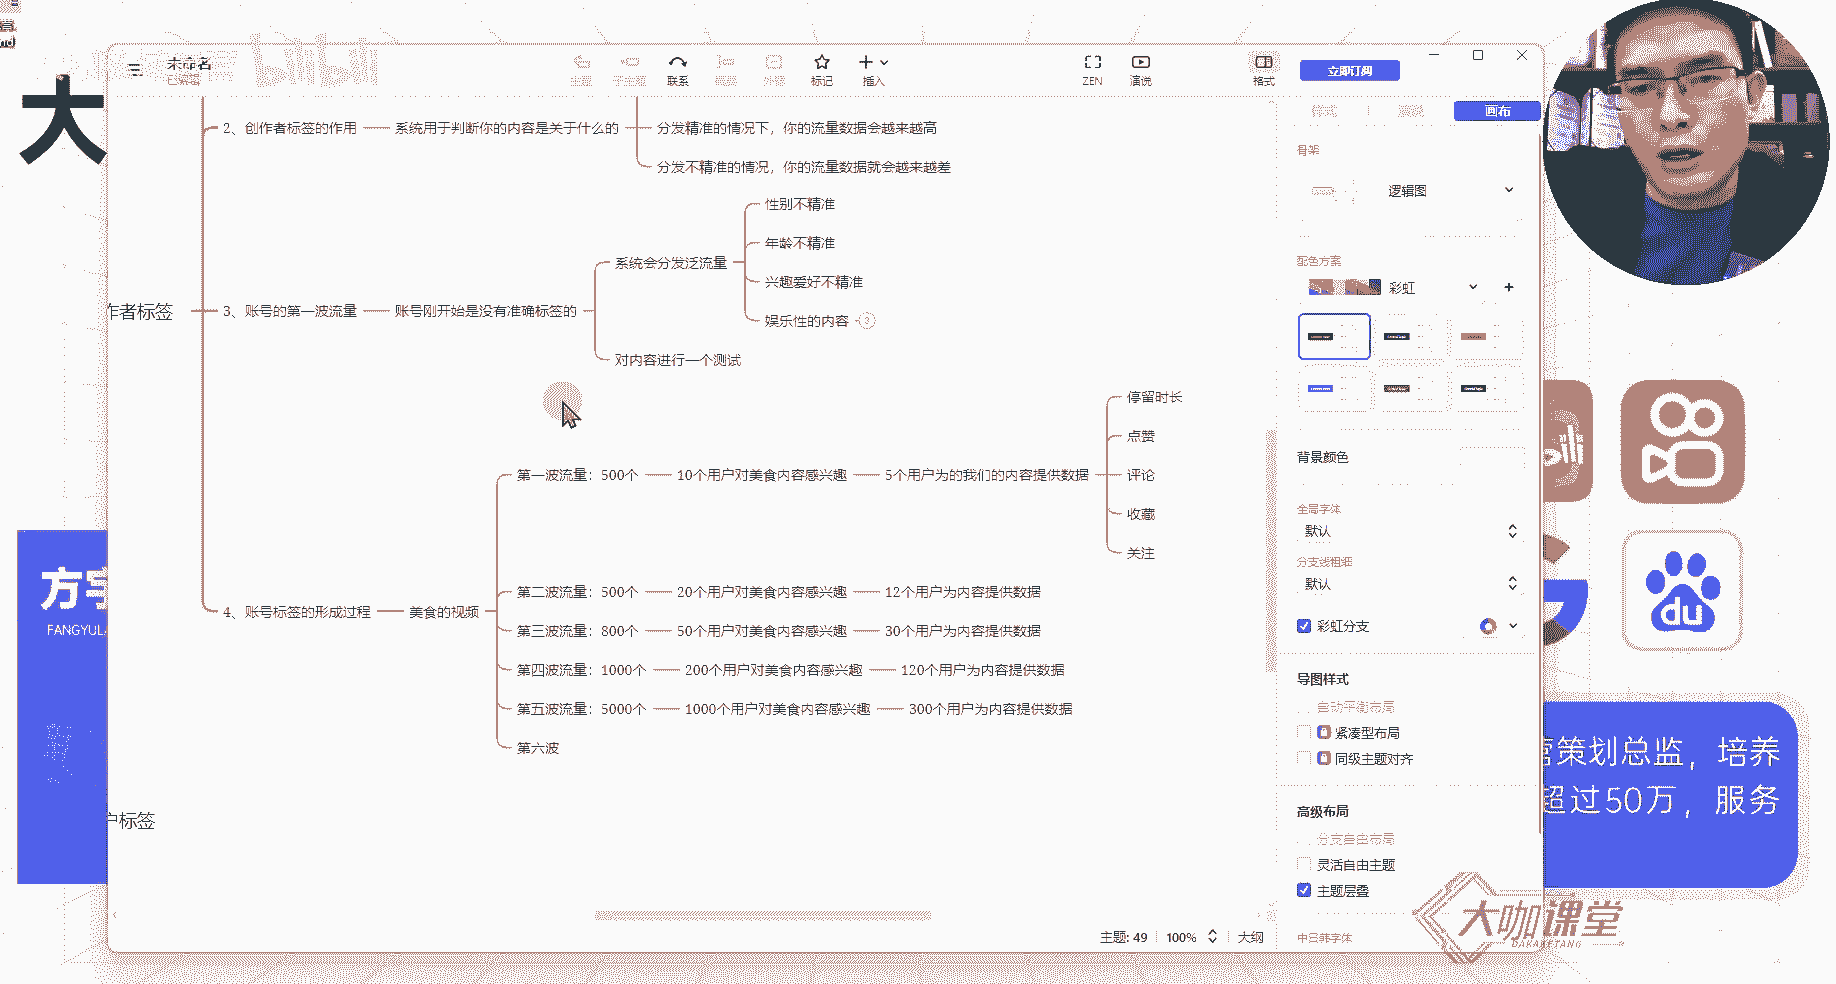 未命名
已编辑
联系
标记
插入
ZEN
演说
格式
立即订阅
大
bilibili
2、创作者标签的作用
系统用于判断你的内容是关于什么的
分发精准的情况下，你的流量数据会越来越高
分发不精准的情况，你的流量数据就会越来越差
作者标签
3、账号的第一波流量
账号刚开始是没有准确标签的
系统会分发泛流量
性别不精准
年龄不精准
兴趣爱好不精准
娱乐性的内容
对内容进行一个测试
4、账号标签的形成过程
美食的视频
第一波流量：500个
10个用户对美食内容感兴趣
5个用户为的我们的内容提供数据
停留时长
点赞
评论
收藏
关注
第二波流量：500个
20个用户对美食内容感兴趣
12个用户为内容提供数据
第三波流量：800个
50个用户对美食内容感兴趣
30个用户为内容提供数据
第四波流量：1000个
200个用户对美食内容感兴趣
120个用户为内容提供数据
第五波流量：5000个
1000个用户对美食内容感兴趣
300个用户为内容提供数据
第六波
户标签
画布
骨架
逻辑图
配色方案
彩虹
背景颜色
全局字体
默认
分支线粗细
默认
彩虹分支
导图样式
自动平衡布局
紧凑型布局
同级主题对齐
高级布局
分支自由布局
灵活自由主题
主题层叠
中日韩字体
主题: 49
100%
大纲
方宇
FANGYUL
du
营策划总监，培养
超过50万，服务
大咖课堂
DAKAKETANG